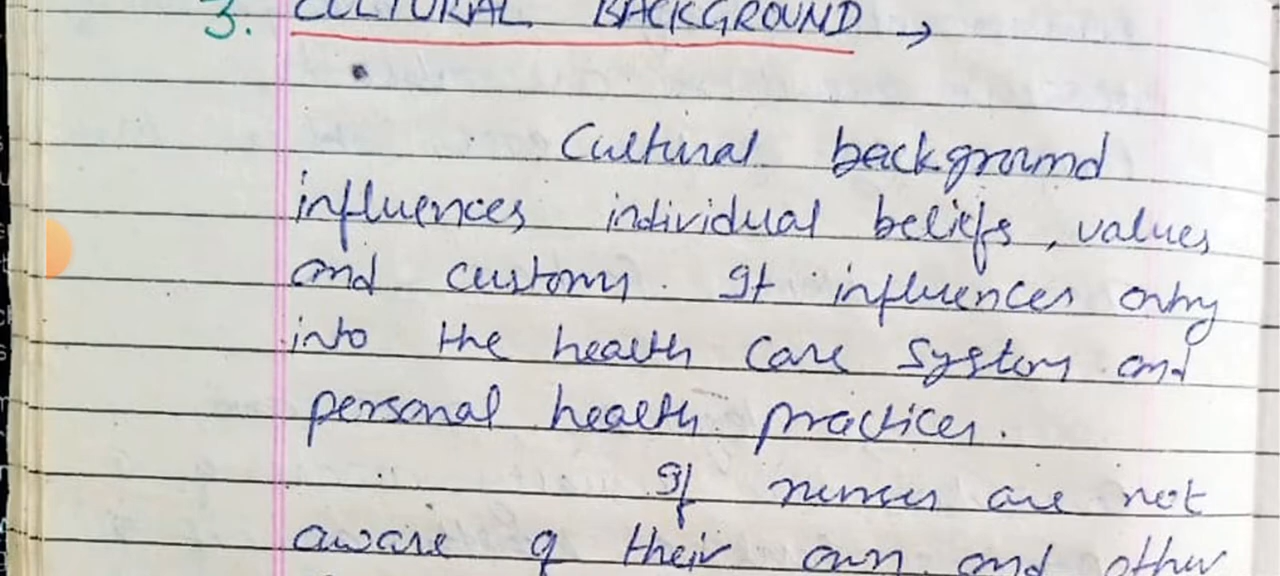 3. CULTURAL BACKGROUND →
Cultural background
influences individual beliefs, values
and customs. It influences entry
into the health care system and
personal health practices.
If nurses are not
aware of their own and other